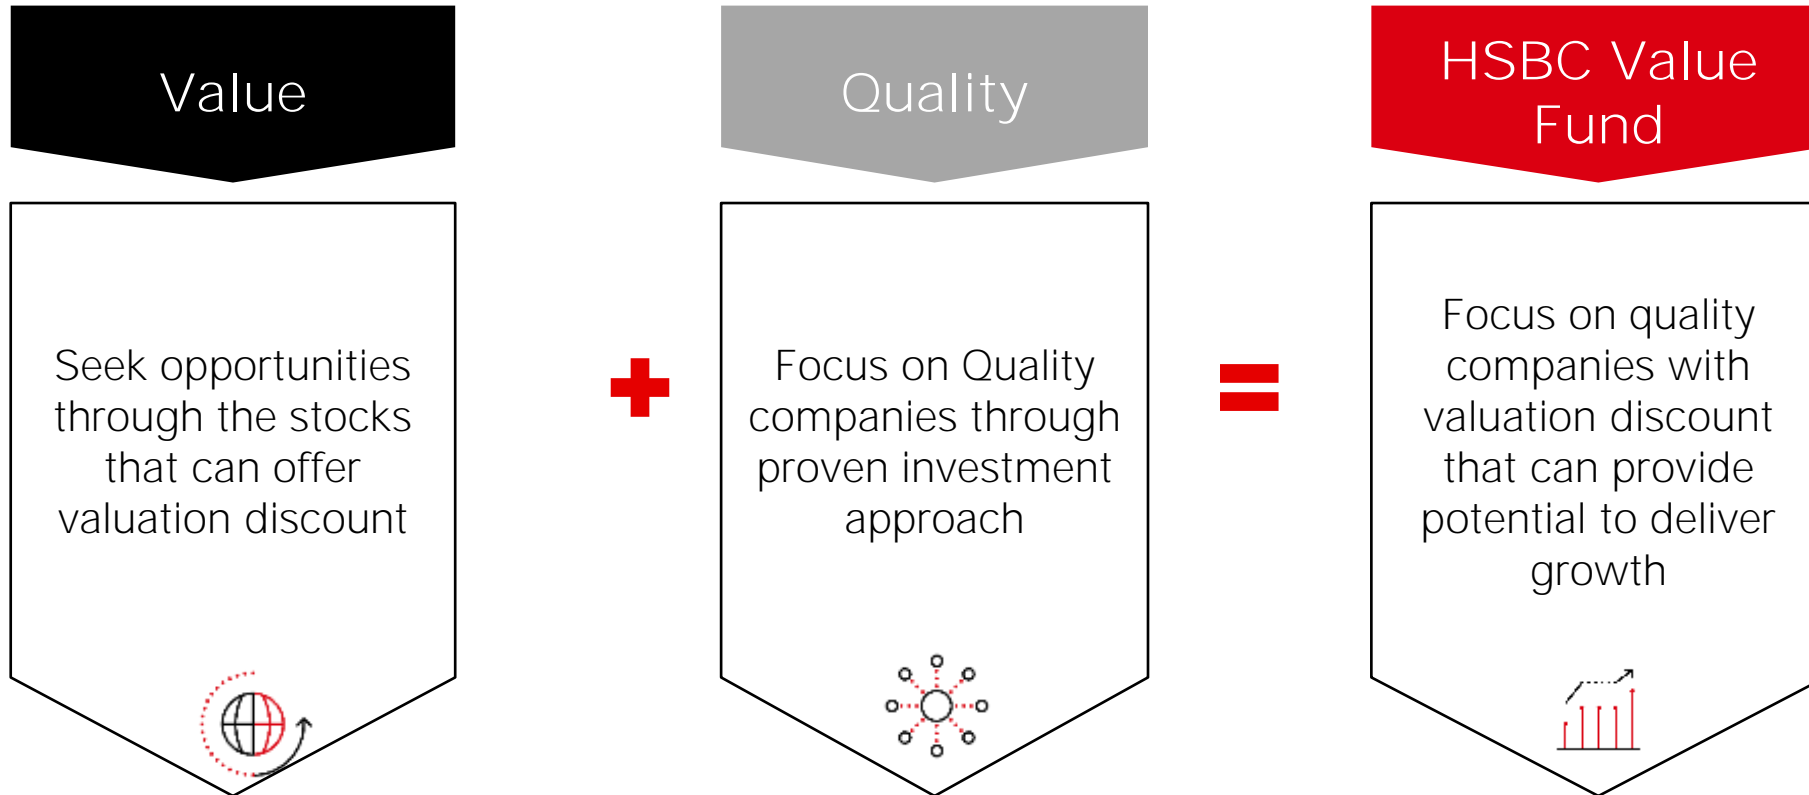 Value
Seek opportunities
through the stocks
that can offer
valuation discount
Quality
Focus on Quality
companies through
proven investment
approach
HSBC Value
Fund
Focus on quality
companies with
valuation discount
that can provide
potential to deliver
growth